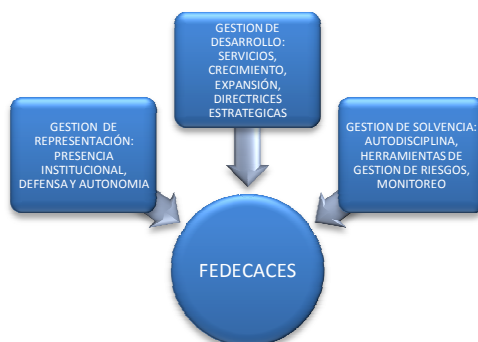 GESTION DE
DESARROLLO:
SERVICIOS,
CRECIMIENTO,
EXPANSIÓN,
DIRECTRICES
ESTRATEGICAS
GESTION DE
REPRESENTACIÓN:
PRESENCIA
INSTITUCIONAL,
DEFENSA Y AUTONOMIA
GESTION DE SOLVENCIA:
AUTODISCIPLINA,
HERRAMIENTAS DE
GESTION DE RIESGOS,
MONITOREO
FEDECACES